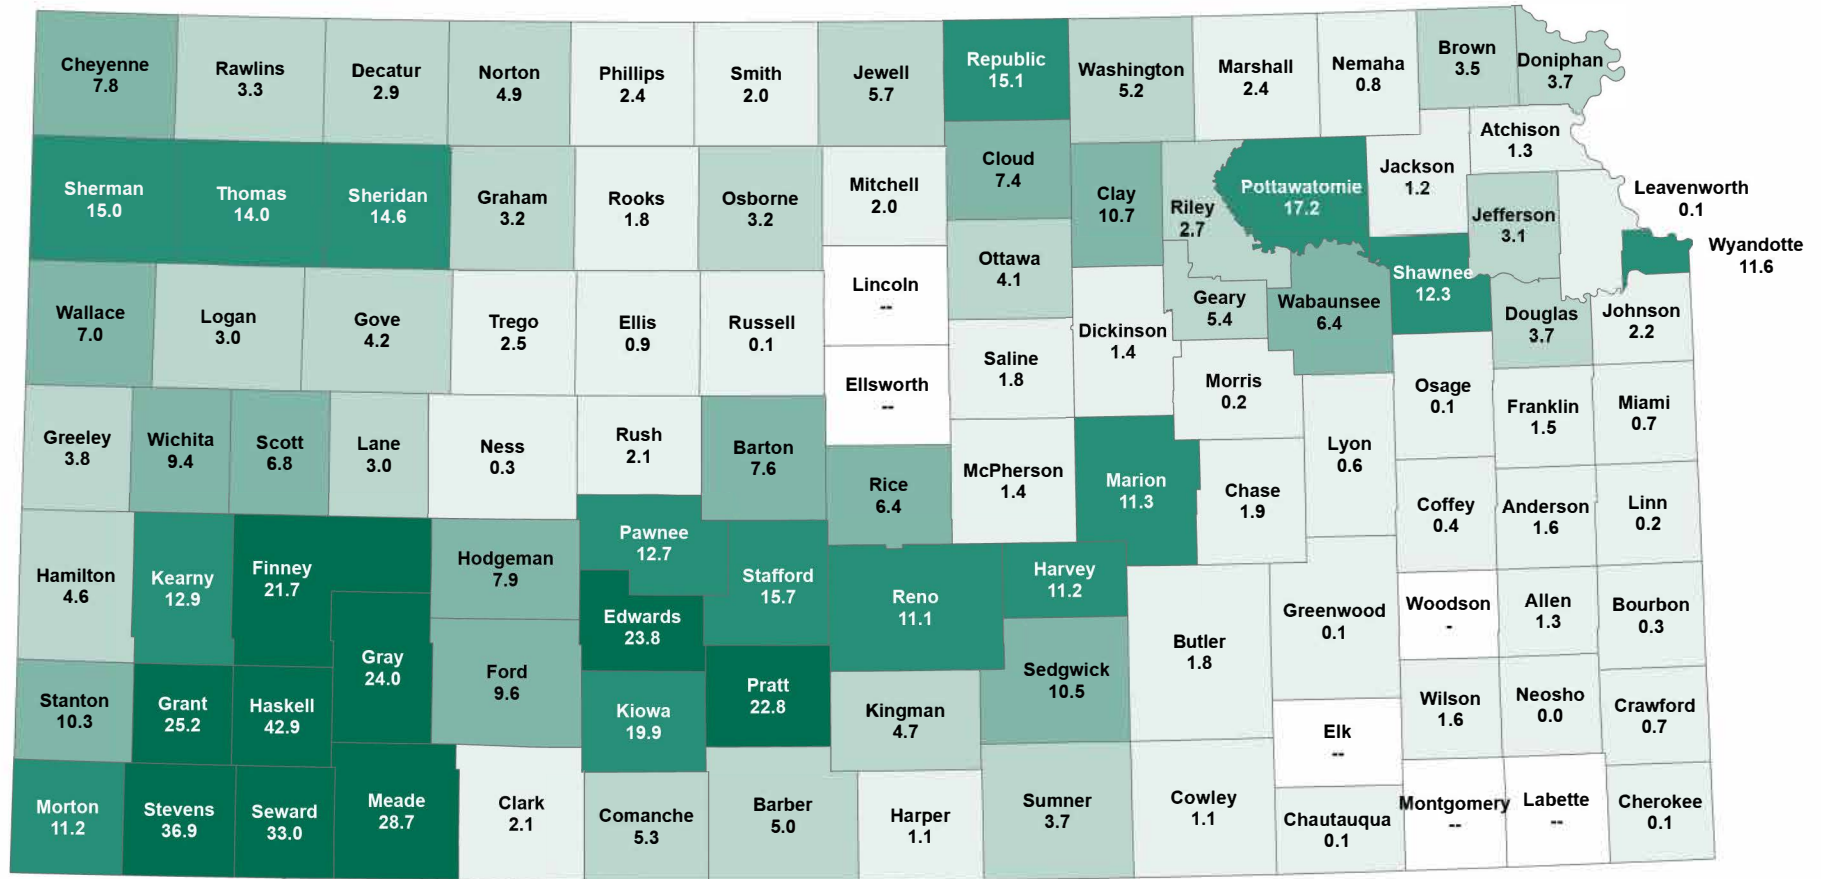 Cheyenne
7.8
Rawlins
3.3
Decatur
2.9
Norton
4.9
Phillips
2.4
Smith
2.0
Jewell
5.7
Republic
15.1
Washington
5.2
Marshall
2.4
Nemaha
0.8
Brown
3.5
Doniphan
3.7
Sherman
15.0
Thomas
14.0
Sheridan
14.6
Graham
3.2
Rooks
1.8
Osborne
3.2
Mitchell
2.0
Cloud
7.4
Clay
10.7
Riley
2.7
Pottawatomie
17.2
Jackson
1.2
Atchison
1.3
Jefferson
3.1
Leavenworth
0.1
Wyandotte
11.6
Wallace
7.0
Logan
3.0
Gove
4.2
Trego
2.5
Ellis
0.9
Russell
0.1
Lincoln
--
Ottawa
4.1
Dickinson
1.4
Geary
5.4
Wabaunsee
6.4
Shawnee
12.3
Douglas
3.7
Johnson
2.2
Ellsworth
--
Saline
1.8
Morris
0.2
Osage
0.1
Franklin
1.5
Miami
0.7
Greeley
3.8
Wichita
9.4
Scott
6.8
Lane
3.0
Ness
0.3
Rush
2.1
Barton
7.6
Rice
6.4
McPherson
1.4
Marion
11.3
Chase
1.9
Lyon
0.6
Coffey
0.4
Anderson
1.6
Linn
0.2
Hamilton
4.6
Kearny
12.9
Finney
21.7
Hodgeman
7.9
Pawnee
12.7
Stafford
15.7
Reno
11.1
Harvey
11.2
Butler
1.8
Greenwood
0.1
Woodson
-
Allen
1.3
Bourbon
0.3
Gray
24.0
Edwards
23.8
Stanton
10.3
Grant
25.2
Haskell
42.9
Ford
9.6
Kiowa
19.9
Pratt
22.8
Kingman
4.7
Sedgwick
10.5
Elk
--
Wilson
1.6
Neosho
0.0
Crawford
0.7
Morton
11.2
Stevens
36.9
Seward
33.0
Meade
28.7
Clark
2.1
Comanche
5.3
Barber
5.0
Harper
1.1
Sumner
3.7
Cowley
1.1
Chautauqua
0.1
Montgomery
--
Labette
--
Cherokee
0.1